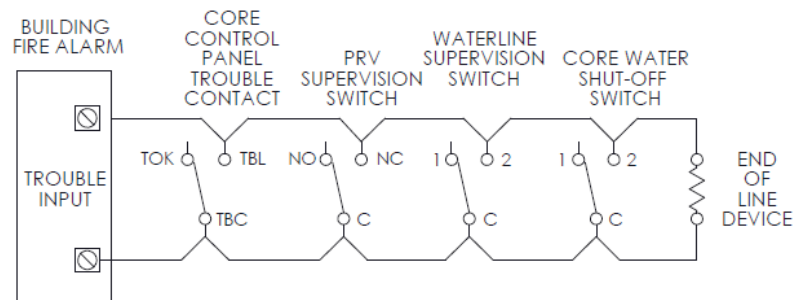 BUILDING
FIRE ALARM
CORE
CONTROL
PANEL
TROUBLE
CONTACT
PRV
SUPERVISION
SWITCH
WATERLINE
SUPERVISION
SWITCH
CORE WATER
SHUT-OFF
SWITCH
TROUBLE
INPUT
TOK
TBL
TBC
NO
NC
C
1
2
C
1
2
C
END
OF
LINE
DEVICE